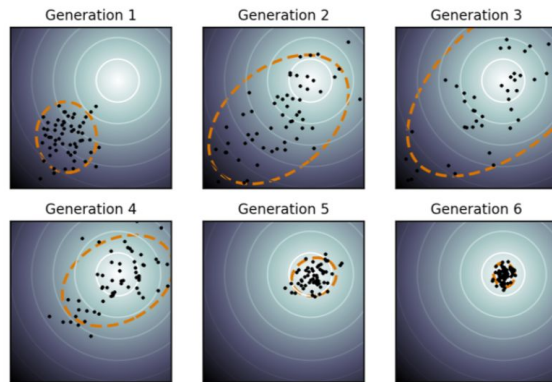 Generation 1
Generation 2
Generation 3
Generation 4
Generation 5
Generation 6